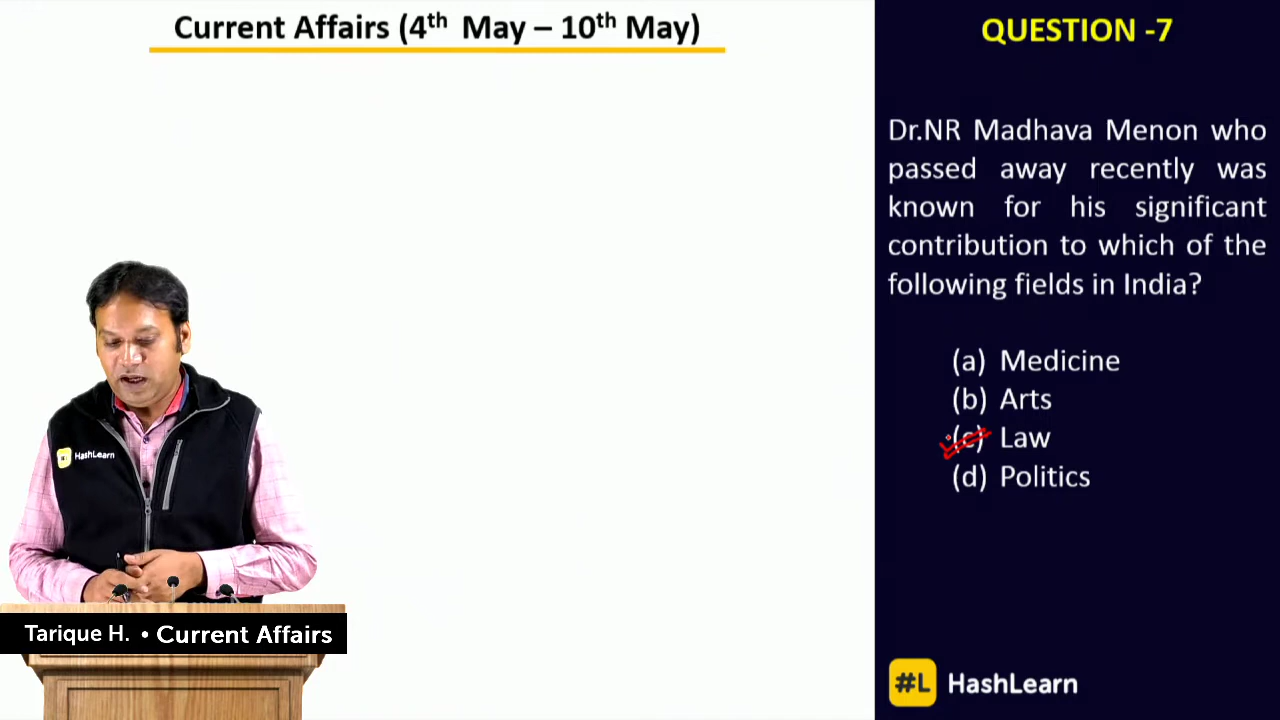 Current Affairs (4th May – 10th May)
QUESTION -7
Dr.NR Madhava Menon who
passed away recently was
known for his significant
contribution to which of the
following fields in India?
(a) Medicine
(b) Arts
(c) Law
(d) Politics
HashLearn
Tarique H. • Current Affairs
#L HashLearn